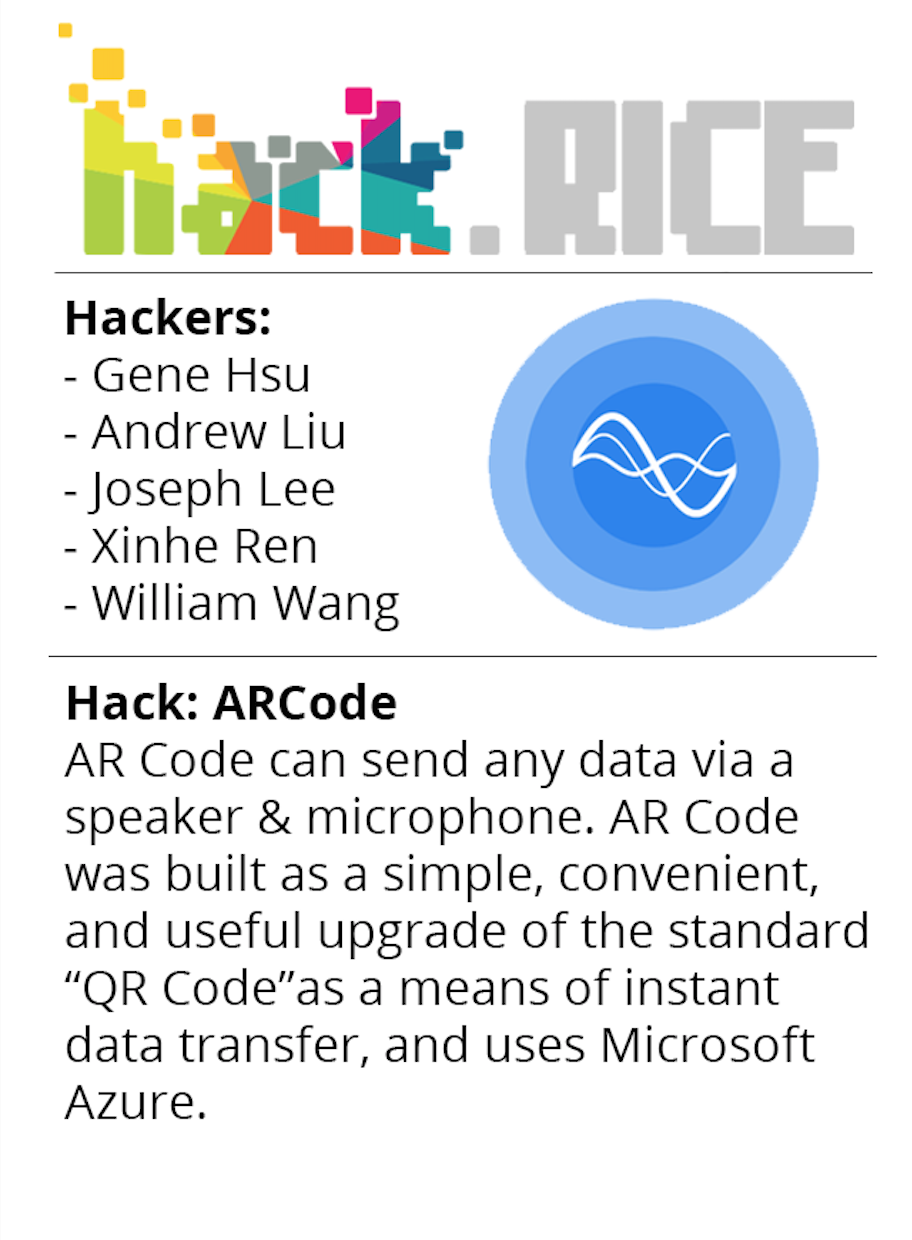 hack.RICE
Hackers:
- Gene Hsu
- Andrew Liu
- Joseph Lee
- Xinhe Ren
- William Wang
Hack: ARCode
AR Code can send any data via a
speaker & microphone. AR Code
was built as a simple, convenient,
and useful upgrade of the standard
“QR Code”as a means of instant
data transfer, and uses Microsoft
Azure.